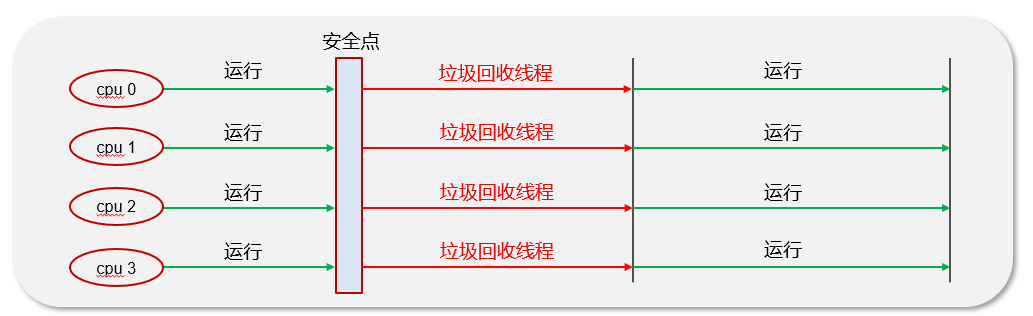 安全点
运行
垃圾回收线程
运行
cpu 0
运行
垃圾回收线程
运行
cpu 1
运行
垃圾回收线程
运行
cpu 2
运行
垃圾回收线程
运行
cpu 3